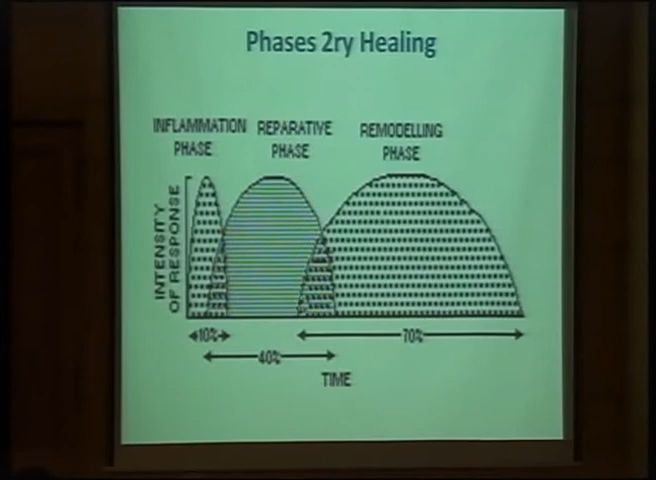 Phases 2ry Healing
INFLAMMATION PHASE
REPARATIVE PHASE
REMODELLING PHASE
INTENSITY OF RESPONSE
10%
70%
40%
TIME